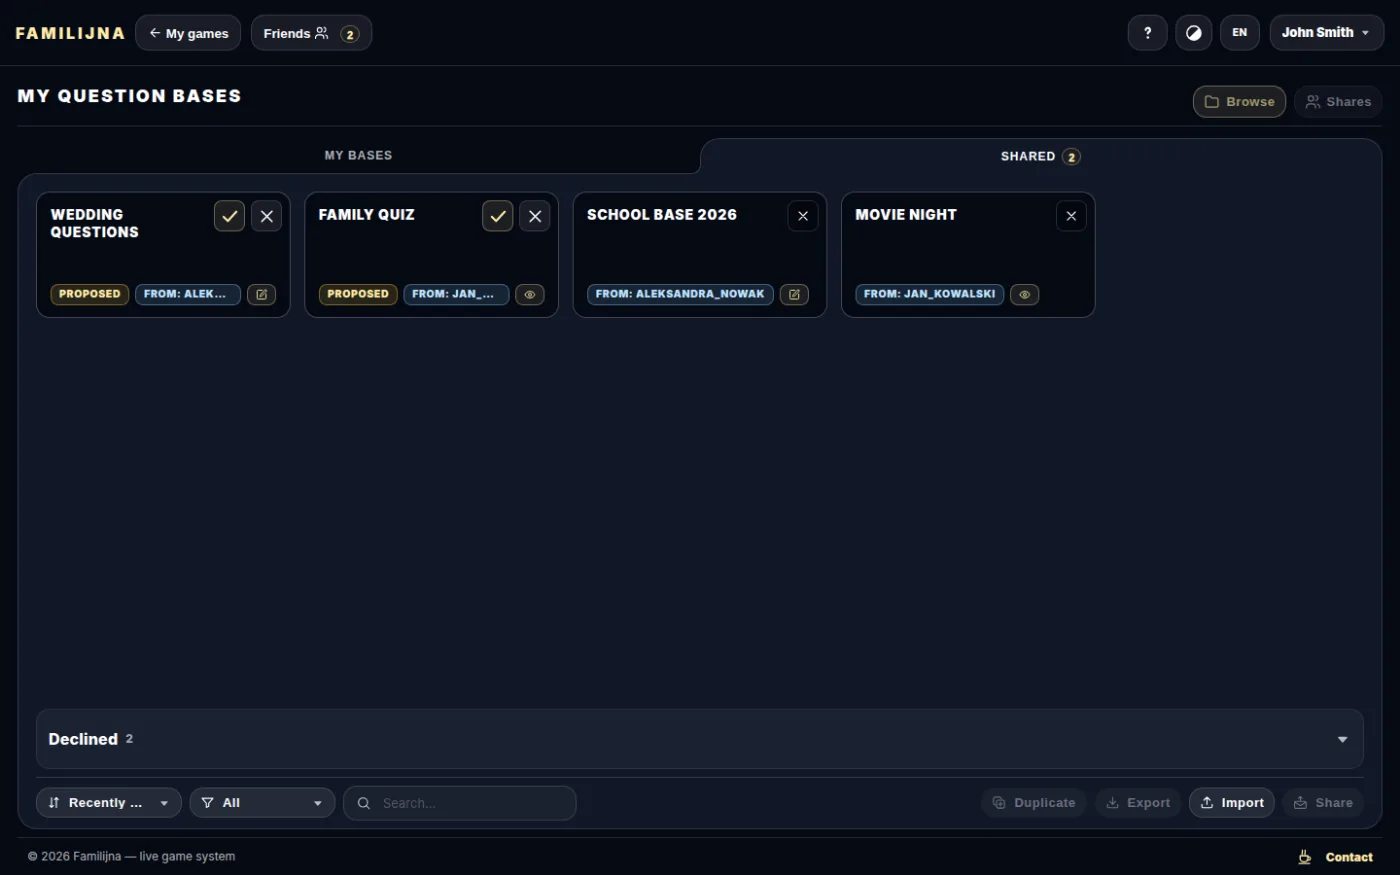 FAMILIJNA
← My games
Friends 2
?
EN
John Smith
MY QUESTION BASES
Browse
Shares
MY BASES
SHARED 2
WEDDING
QUESTIONS
PROPOSED
FROM: ALEK...
FAMILY QUIZ
PROPOSED
FROM: JAN_...
SCHOOL BASE 2026
FROM: ALEKSANDRA_NOWAK
MOVIE NIGHT
FROM: JAN_KOWALSKI
Declined 2
Recently ...
All
Search...
Duplicate
Export
Import
Share
© 2026 Familijna — live game system
Contact